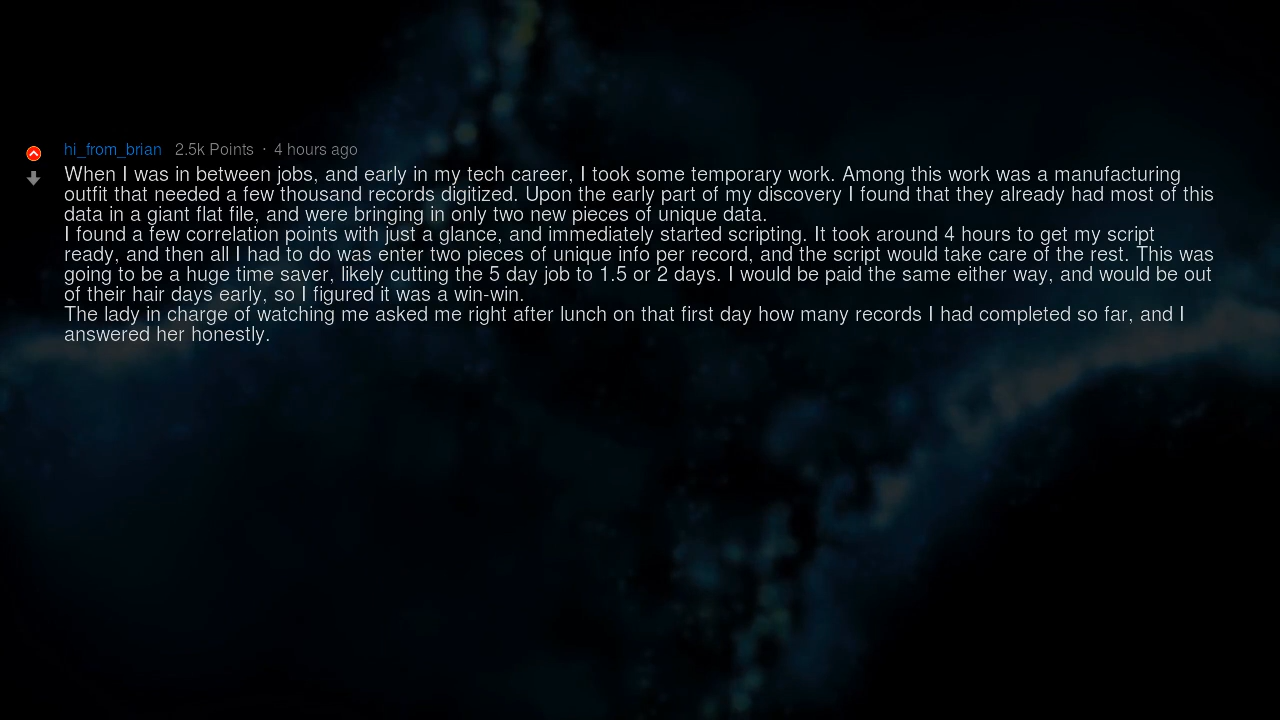 hi_from_brian 2.5k Points · 4 hours ago
When I was in between jobs, and early in my tech career, I took some temporary work. Among this work was a manufacturing
outfit that needed a few thousand records digitized. Upon the early part of my discovery I found that they already had most of this
data in a giant flat file, and were bringing in only two new pieces of unique data.
I found a few correlation points with just a glance, and immediately started scripting. It took around 4 hours to get my script
ready, and then all I had to do was enter two pieces of unique info per record, and the script would take care of the rest. This was
going to be a huge time saver, likely cutting the 5 day job to 1.5 or 2 days. I would be paid the same either way, and would be out
of their hair days early, so I figured it was a win-win.
The lady in charge of watching me asked me right after lunch on that first day how many records I had completed so far, and I
answered her honestly.